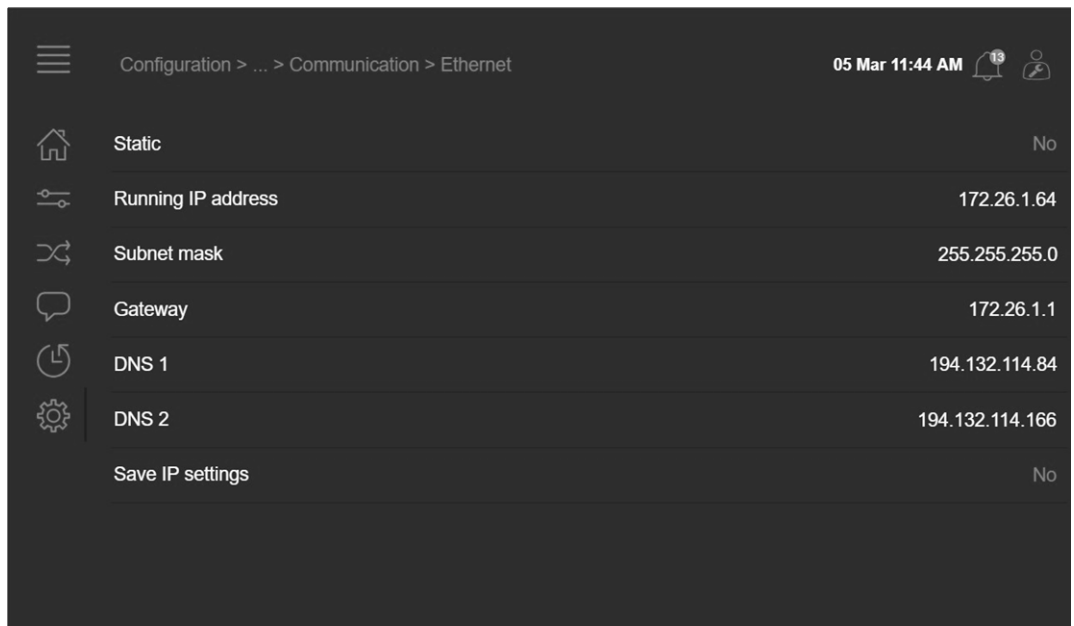 Configuration > ... > Communication > Ethernet
05 Mar 11:44 AM
13
Static No
Running IP address 172.26.1.64
Subnet mask 255.255.255.0
Gateway 172.26.1.1
DNS 1 194.132.114.84
DNS 2 194.132.114.166
Save IP settings No